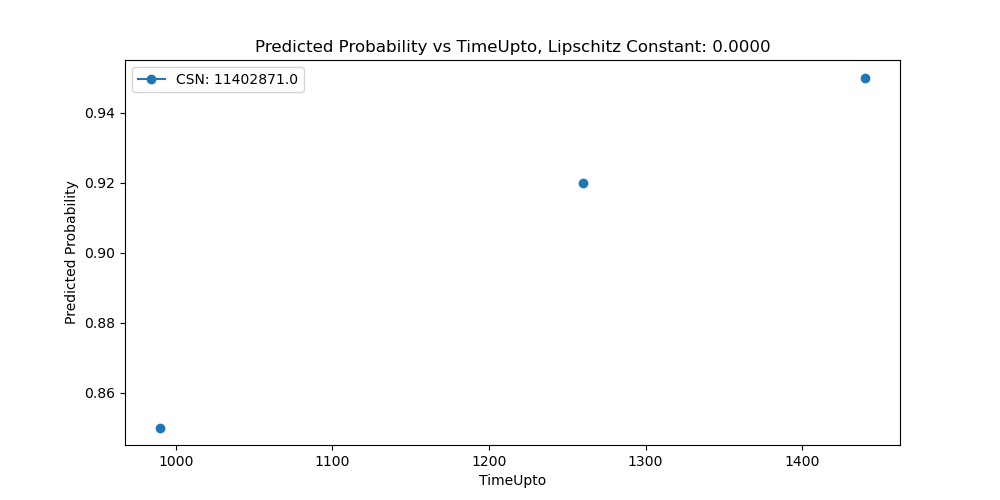 Predicted Probability vs TimeUpto, Lipschitz Constant: 0.0000
CSN: 11402871.0
Predicted Probability
0.94
0.92
0.90
0.88
0.86
1000 1100 1200 1300 1400
TimeUpto